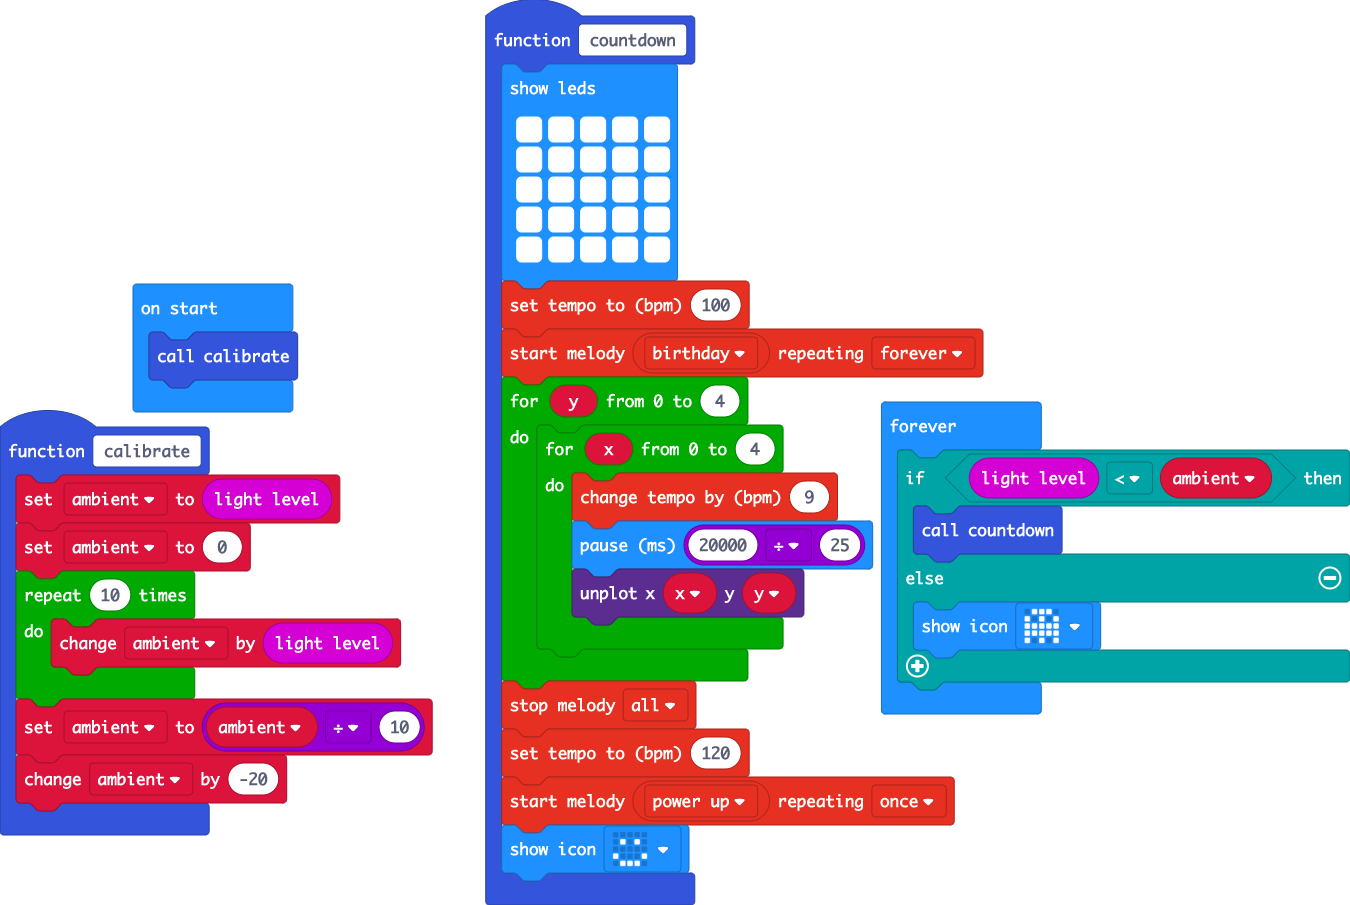 on start
call calibrate
function calibrate
set ambient to light level
set ambient to 0
repeat 10 times
do
change ambient by light level
set ambient to ambient ÷ 10
change ambient by -20
function countdown
show leds
set tempo to (bpm) 100
start melody birthday repeating forever
for y from 0 to 4
do
for x from 0 to 4
do
change tempo by (bpm) 9
pause (ms) 20000 ÷ 25
unplot x x y y
stop melody all
set tempo to (bpm) 120
start melody power up repeating once
show icon
forever
if light level < ambient then
call countdown
else
show icon